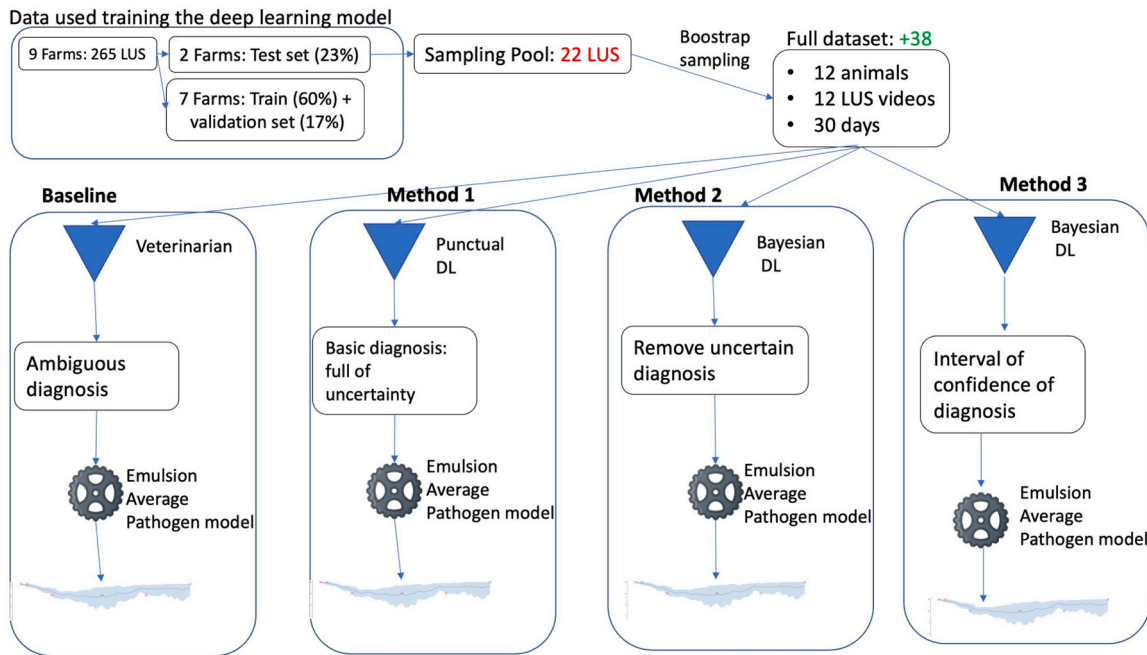 Data used training the deep learning model
9 Farms: 265 LUS
2 Farms: Test set (23%)
7 Farms: Train (60%) +
validation set (17%)
Sampling Pool: 22 LUS
Boostrap
sampling
Full dataset: +38
• 12 animals
• 12 LUS videos
• 30 days
Baseline
Veterinarian
Ambiguous
diagnosis
Emulsion
Average
Pathogen model
Method 1
Punctual
DL
Basic diagnosis:
full of
uncertainty
Emulsion
Average
Pathogen model
Method 2
Bayesian
DL
Remove uncertain
diagnosis
Emulsion
Average
Pathogen model
Method 3
Bayesian
DL
Interval of
confidence of
diagnosis
Emulsion
Average
Pathogen model